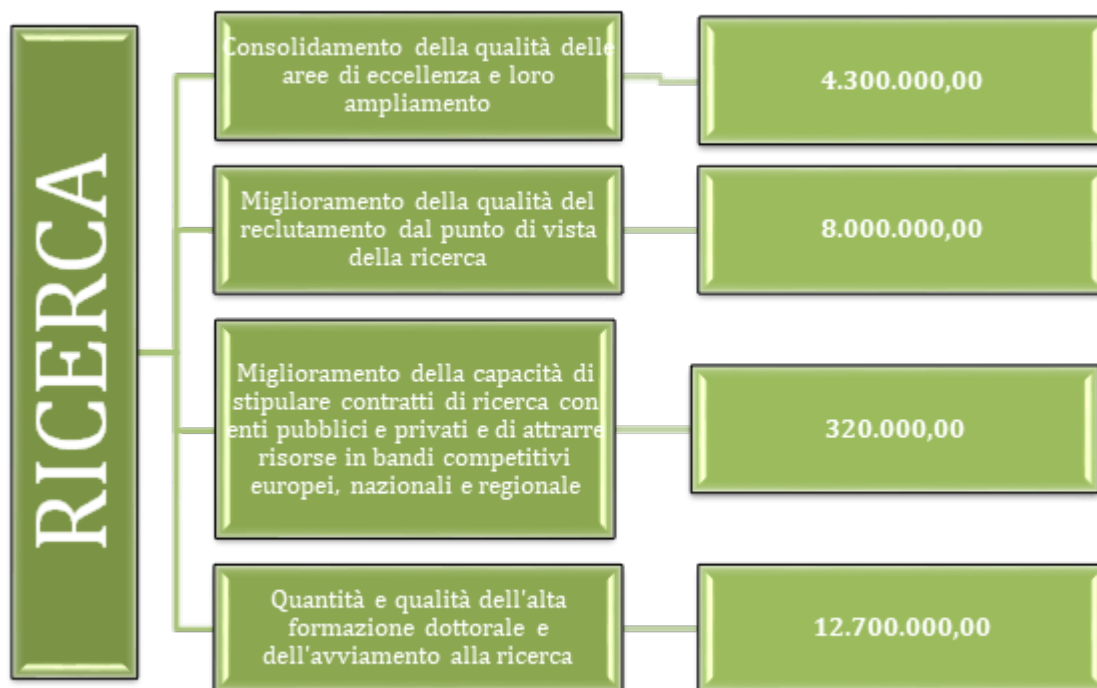 RICERCA
Consolidamento della qualità delle
aree di eccellenza e loro
ampliamento
4.300.000,00
Miglioramento della qualità del
reclutamento dal punto di vista
della ricerca
8.000.000,00
Miglioramento della capacità di
stipulare contratti di ricerca con
enti pubblici e privati e di attrarre
risorse in bandi competitivi
europei, nazionali e regionale
320.000,00
Quantità e qualità dell'alta
formazione dottorale e
dell'avviamento alla ricerca
12.700.000,00